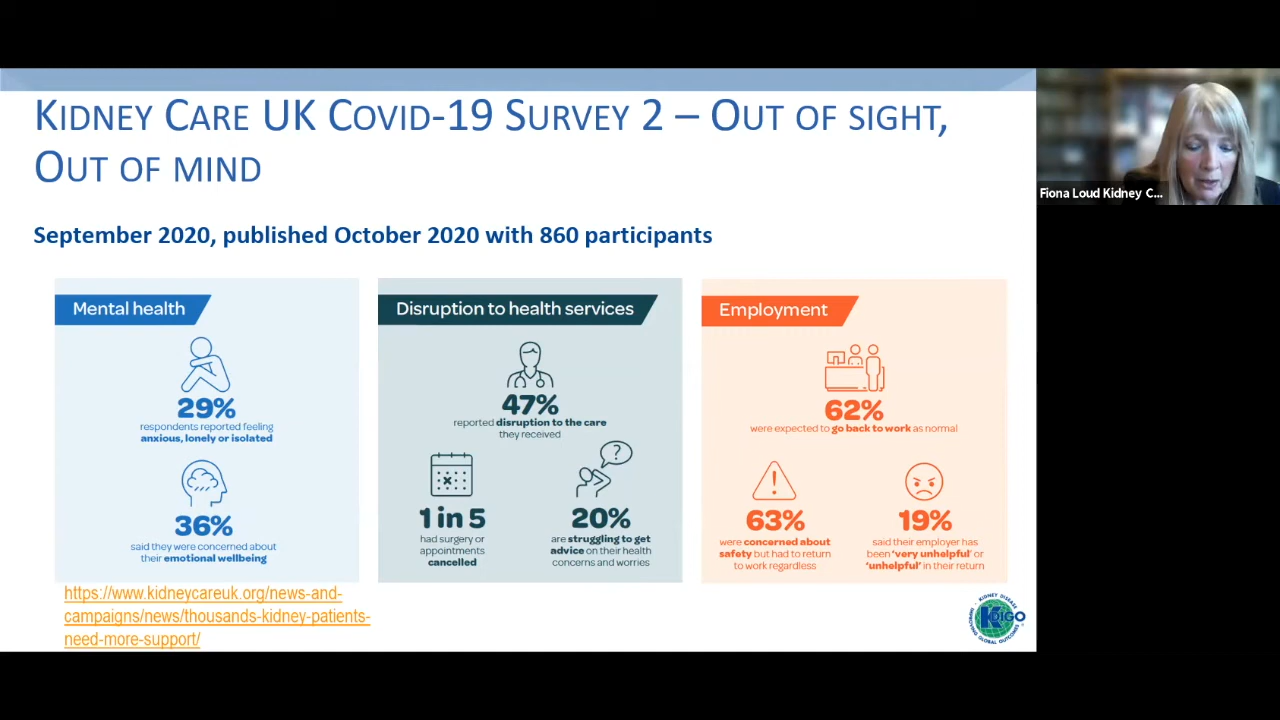 KIDNEY CARE UK COVID-19 SURVEY 2 – OUT OF SIGHT,
OUT OF MIND
Fiona Loud Kidney C...
September 2020, published October 2020 with 860 participants
Mental health
29%
respondents reported feeling
anxious, lonely or isolated
36%
said they were concerned about
their emotional wellbeing
Disruption to health services
47%
reported disruption to the care
they received
1 in 5
had surgery or
appointments
cancelled
?
20%
are struggling to get
advice on their health
concerns and worries
Employment
62%
were expected to go back to work as normal
!
63%
were concerned about
safety but had to return
to work regardless
19%
said their employer has
been 'very unhelpful' or
'unhelpful' in their return
https://www.kidneycareuk.org/news-and-
campaigns/news/thousands-kidney-patients-
need-more-support/
KIDNEY DISEASE
KDIGO
IMPROVING GLOBAL OUTCOMES